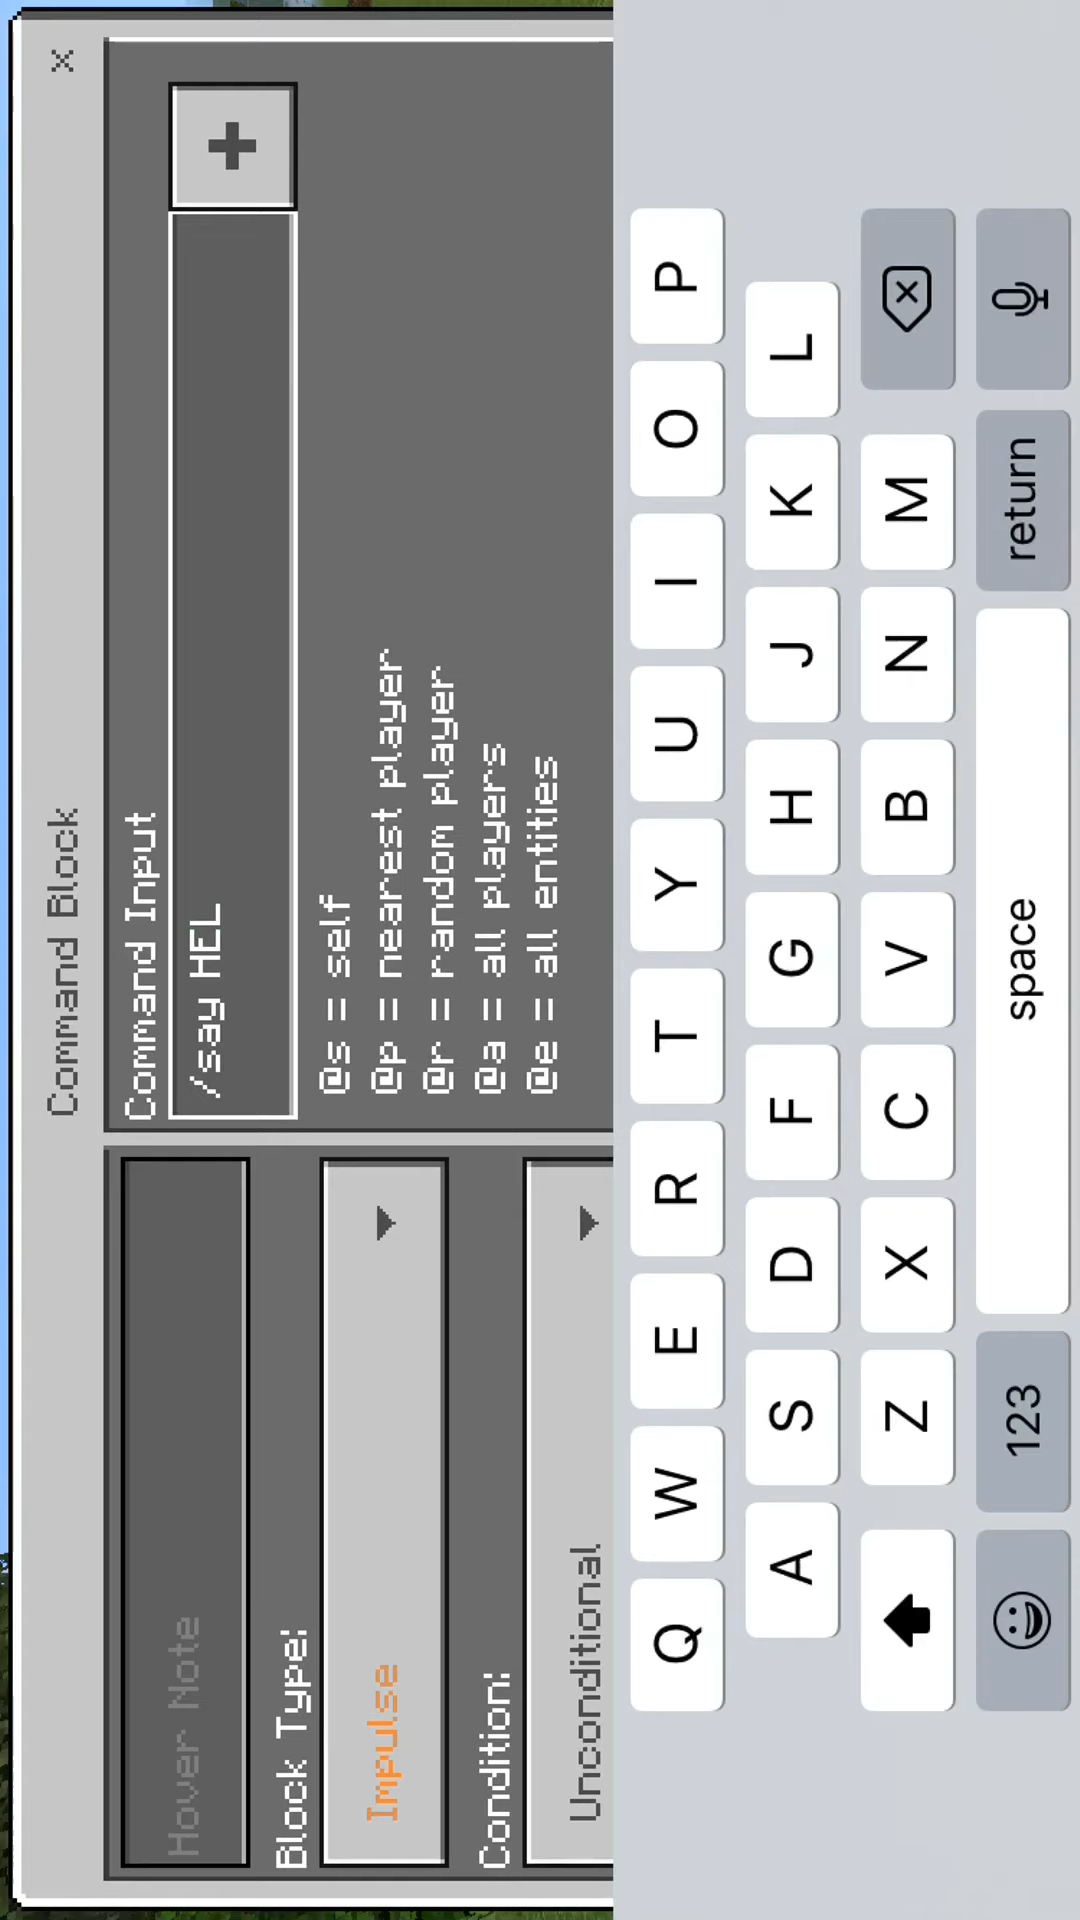 Command Block
x
Hover Note
Block Type:
Impulse
Condition:
Unconditional
Command Input
/say HEL
@s = self
@p = nearest player
@r = random player
@a = all players
@e = all entities
Q W E R T Y U I O P
A S D F G H J K L
Z X C V B N M
123 space return